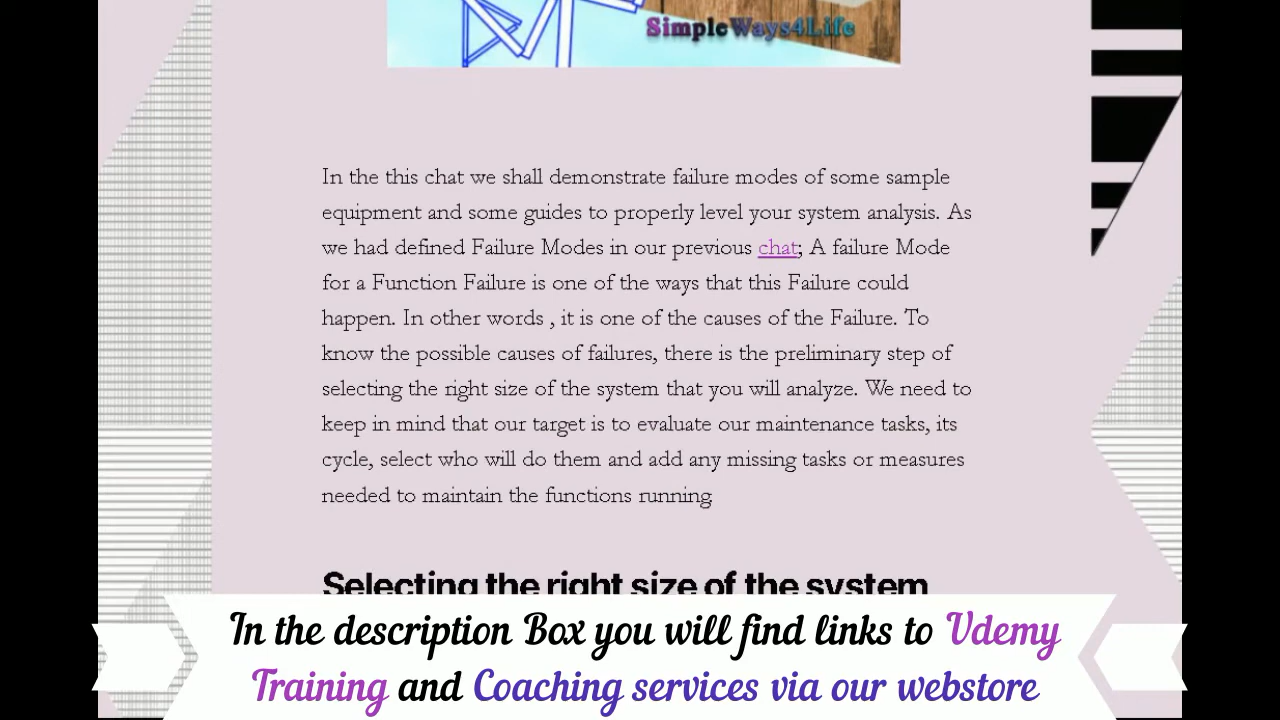 SimpleWays4Life
In the this chat we shall demonstrate failure modes of some sample
equipment and some guides to properly level your system analysis. As
we had defined Failure Modes in our previous chat; A failure Mode
for a Function Failure is one of the ways that this Failure could
happen. In other words , it is one of the causes of the Failure. To
know the possible causes of failures, there is the preliminary step of
selecting the right size of the system that you will analyze. We need to
keep in mind that our target is to evaluate our maintenance tasks, its
cycle, select who will do them and add any missing tasks or measures
needed to maintain the functions running
Selecting the right size of the system
In the description Box you will find links to Udemy
Training and Coaching services via our webstore